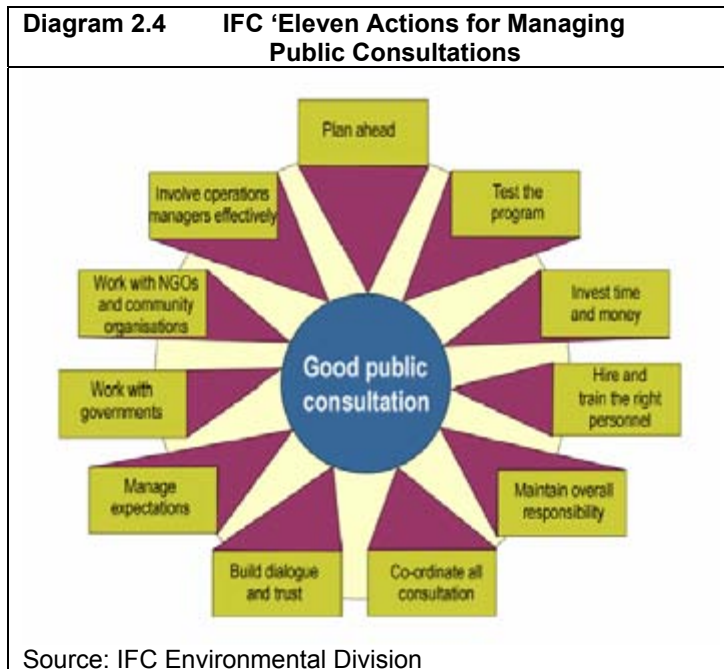 Diagram 2.4 IFC ‘Eleven Actions for Managing
Public Consultations
Plan ahead
Test the
program
Invest time
and money
Hire and
train the right
personnel
Maintain overall
responsibility
Co-ordinate all
consultation
Build dialogue
and trust
Manage
expectations
Work with
governments
Work with NGOs
and community
organisations
Involve operations
managers effectively
Good public
consultation
Source: IFC Environmental Division